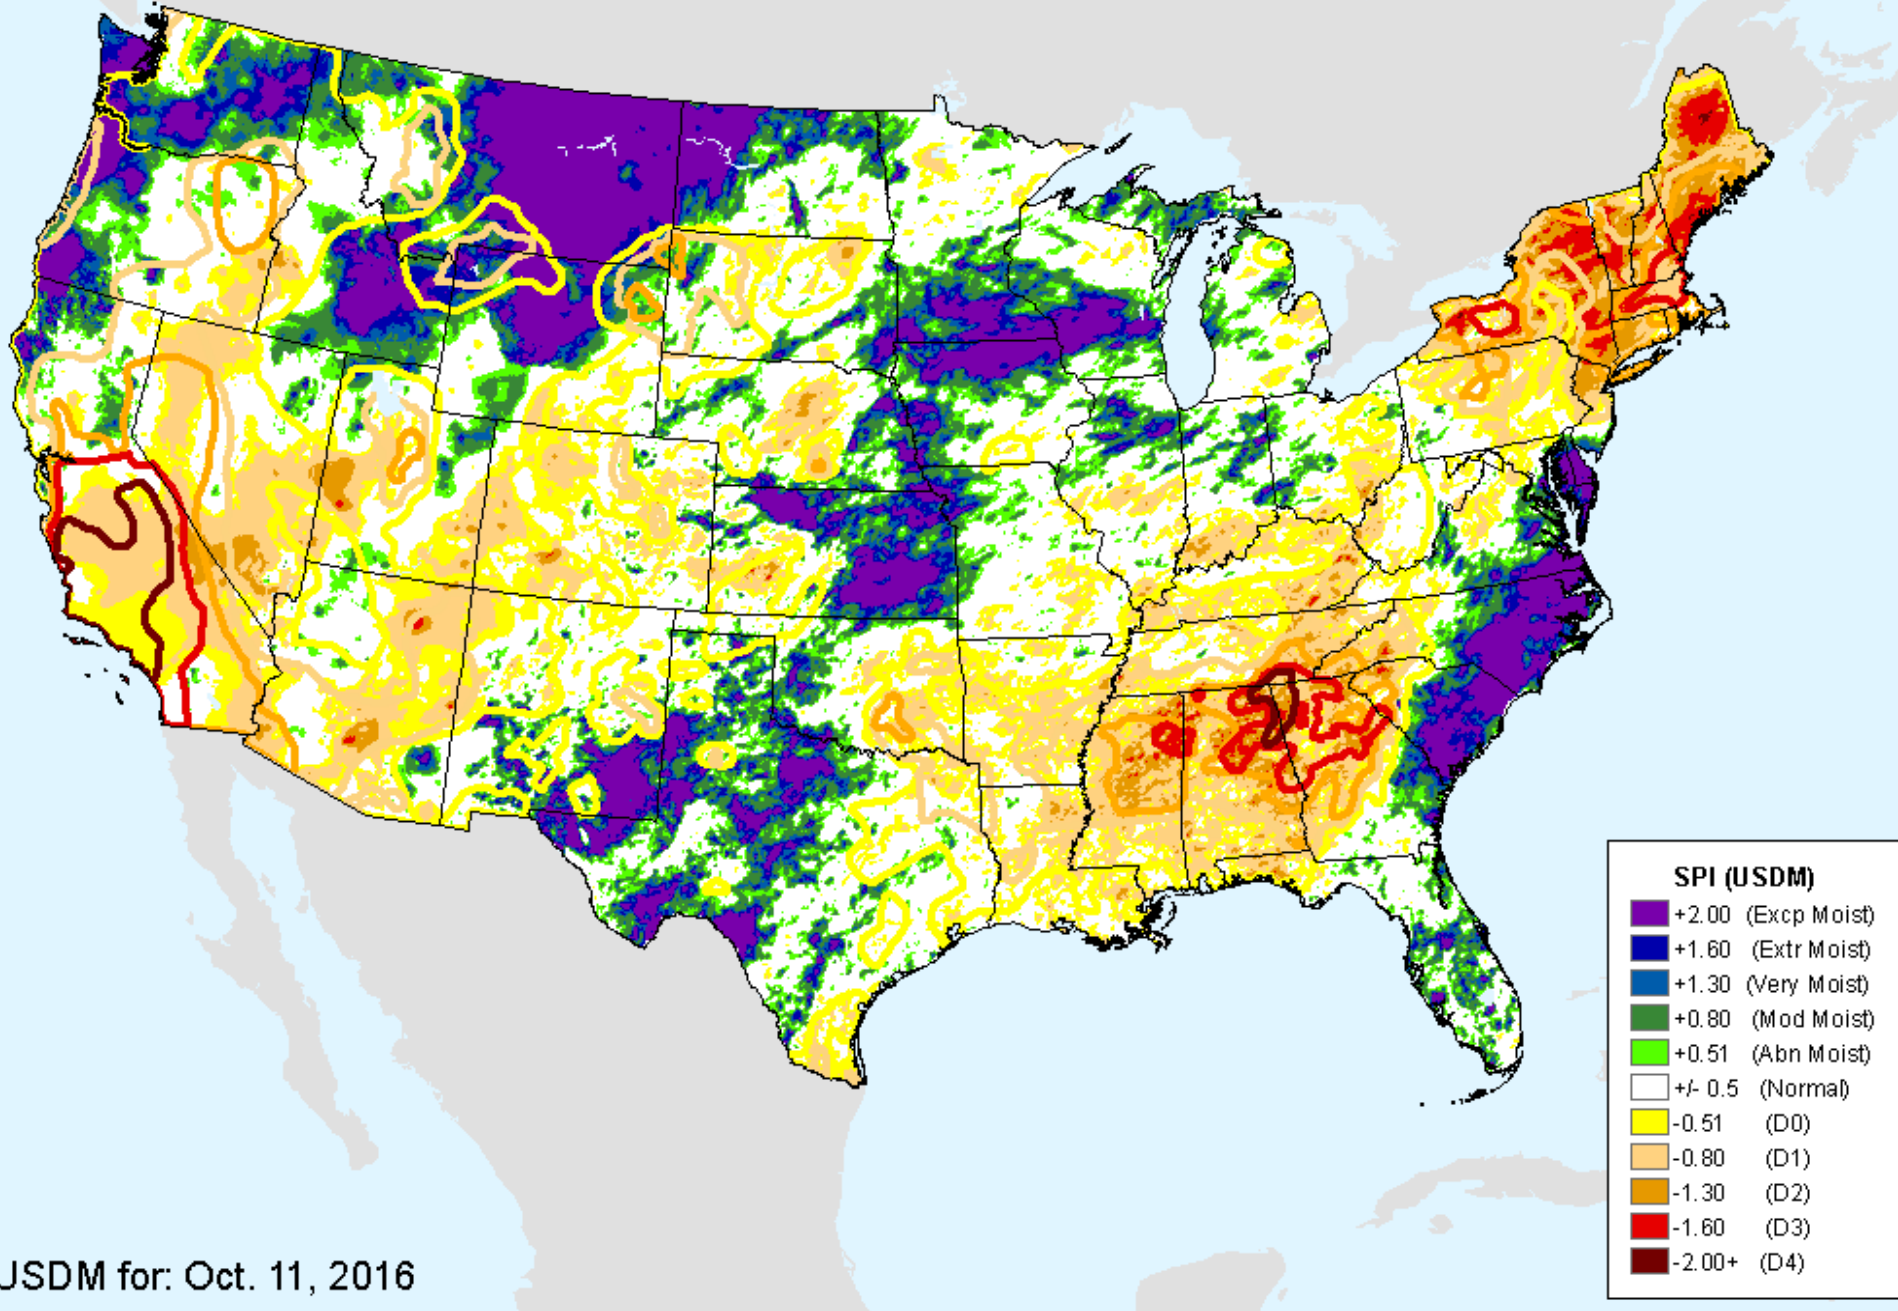 SPI (USDM)
+2.00 (Excp Moist)
+1.60 (Extr Moist)
+1.30 (Very Moist)
+0.80 (Mod Moist)
+0.51 (Abn Moist)
+/- 0.5 (Normal)
-0.51 (D0)
-0.80 (D1)
-1.30 (D2)
-1.60 (D3)
-2.00+ (D4)
USDM for: Oct. 11, 2016